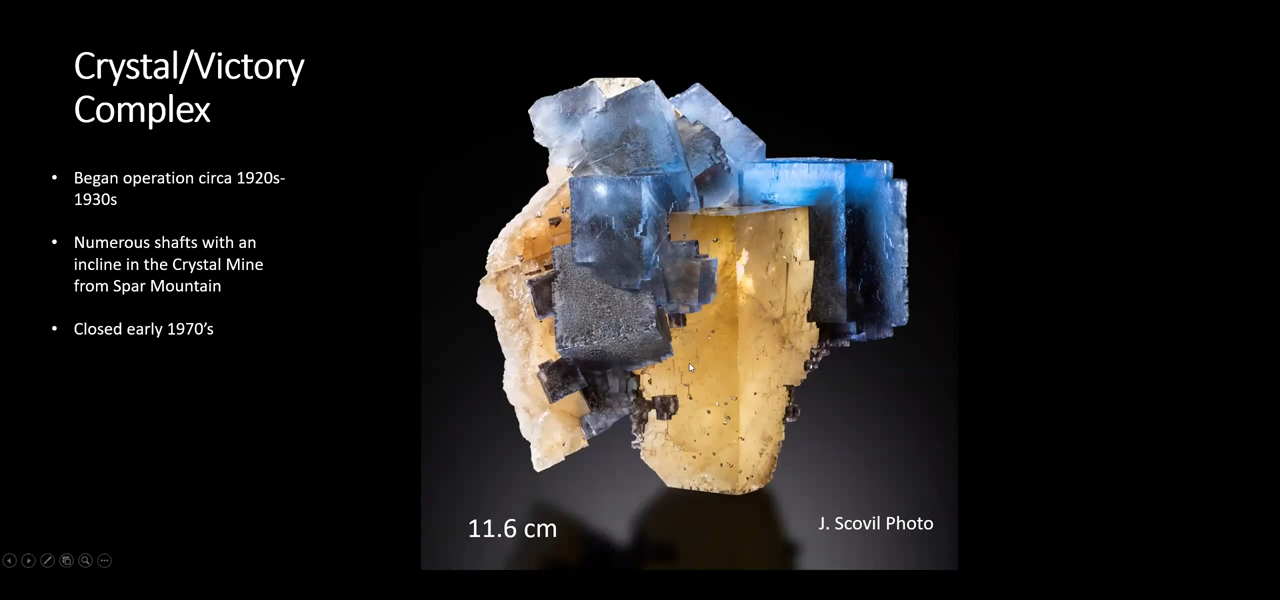 Crystal/Victory
Complex
• Began operation circa 1920s-
1930s
• Numerous shafts with an
incline in the Crystal Mine
from Spar Mountain
• Closed early 1970's
11.6 cm
J. Scovil Photo